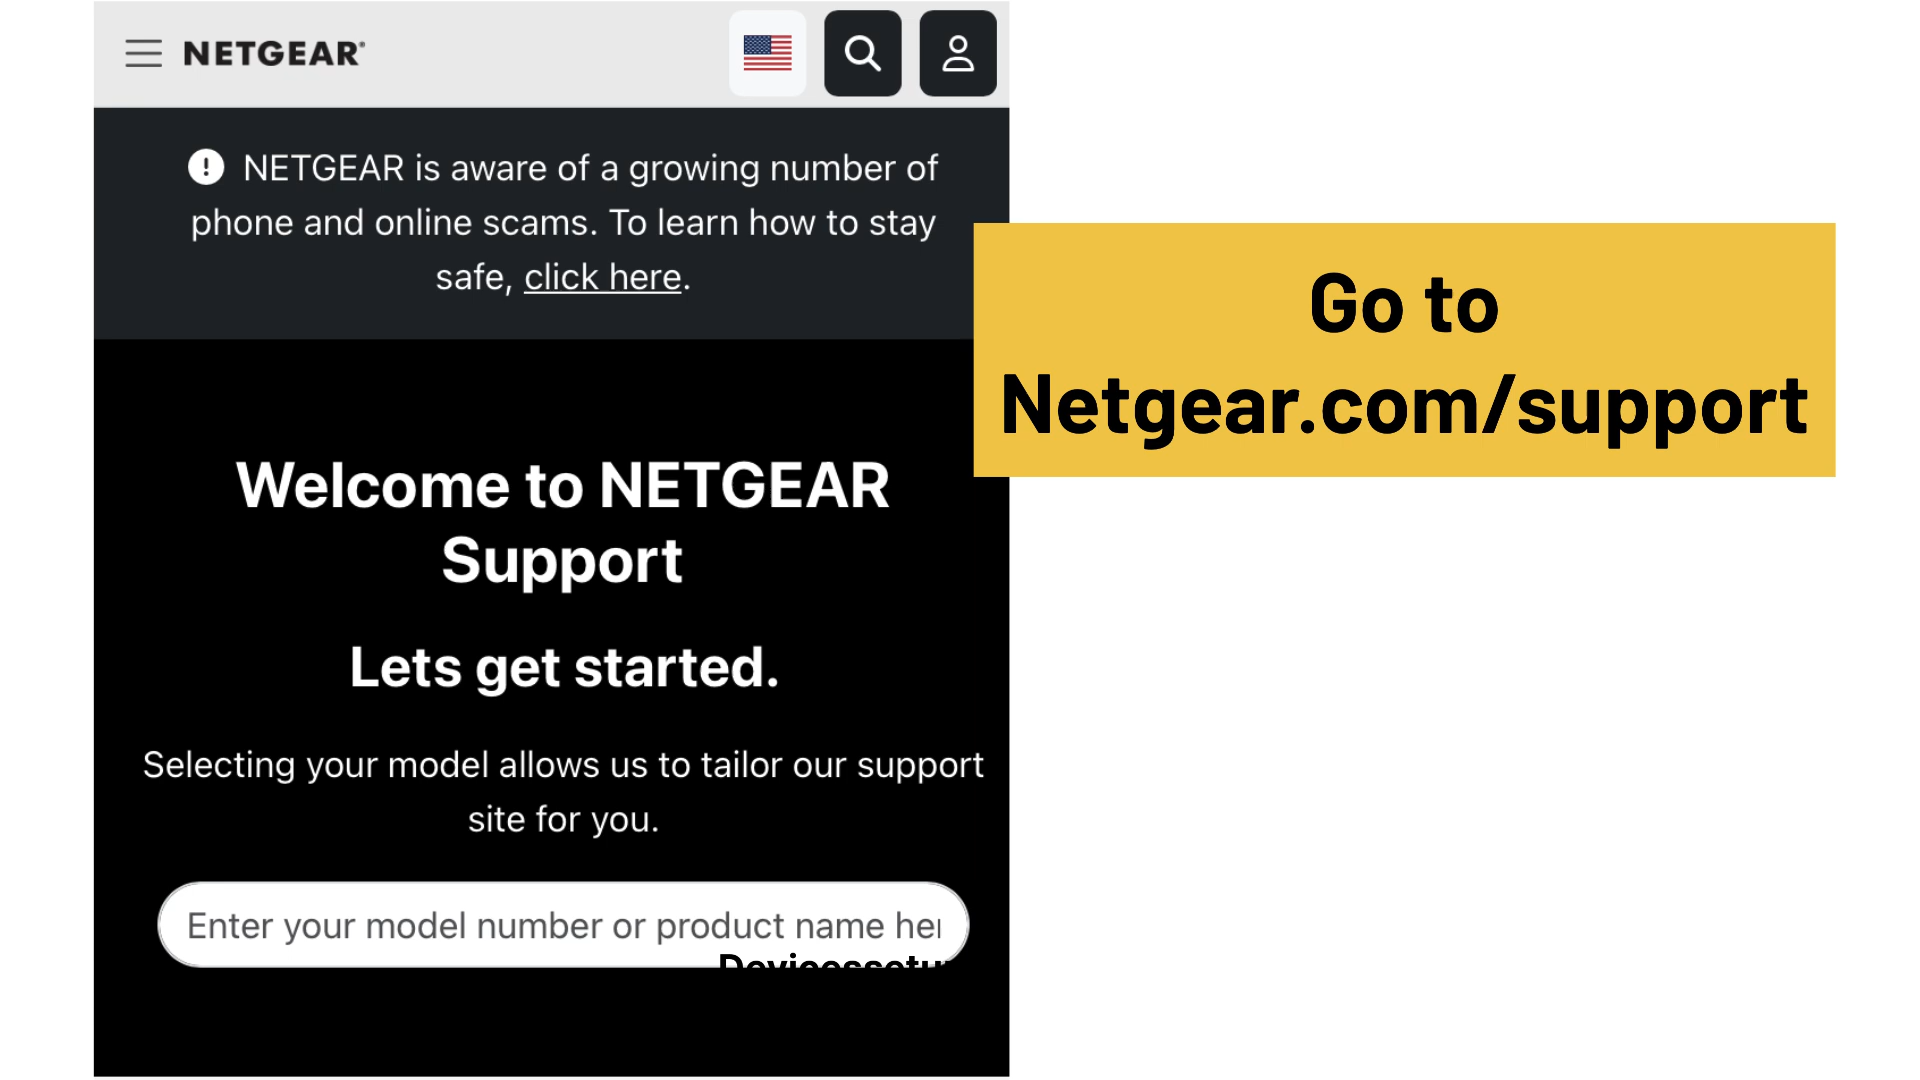 NETGEAR
NETGEAR is aware of a growing number of
phone and online scams. To learn how to stay
safe, click here.
Go to
Netgear.com/support
Welcome to NETGEAR
Support
Lets get started.
Selecting your model allows us to tailor our support
site for you.
Enter your model number or product name